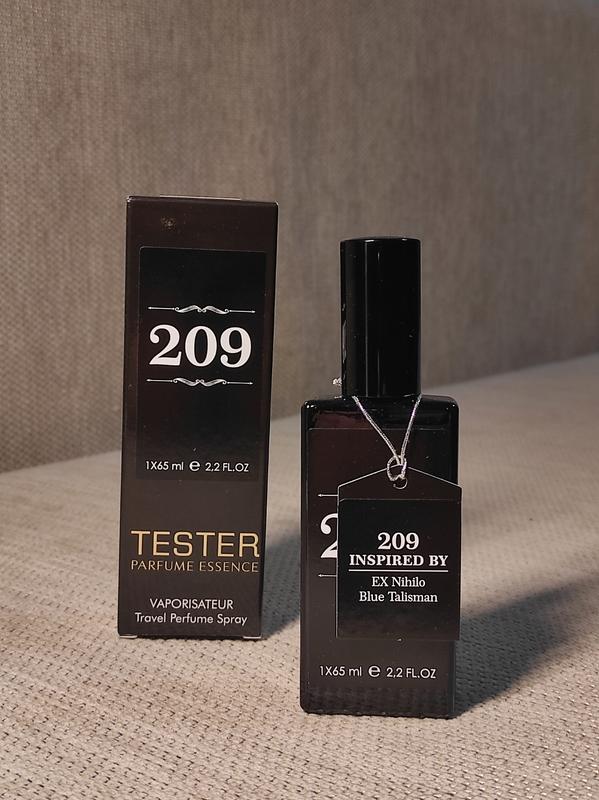 209
1X65 ml e 2,2 FL.OZ
TESTER
PARFUME ESSENCE
VAPORISATEUR
Travel Perfume Spray
2
209
INSPIRED BY
EX Nihilo
Blue Talisman
1X65 ml e 2,2 FL.OZ